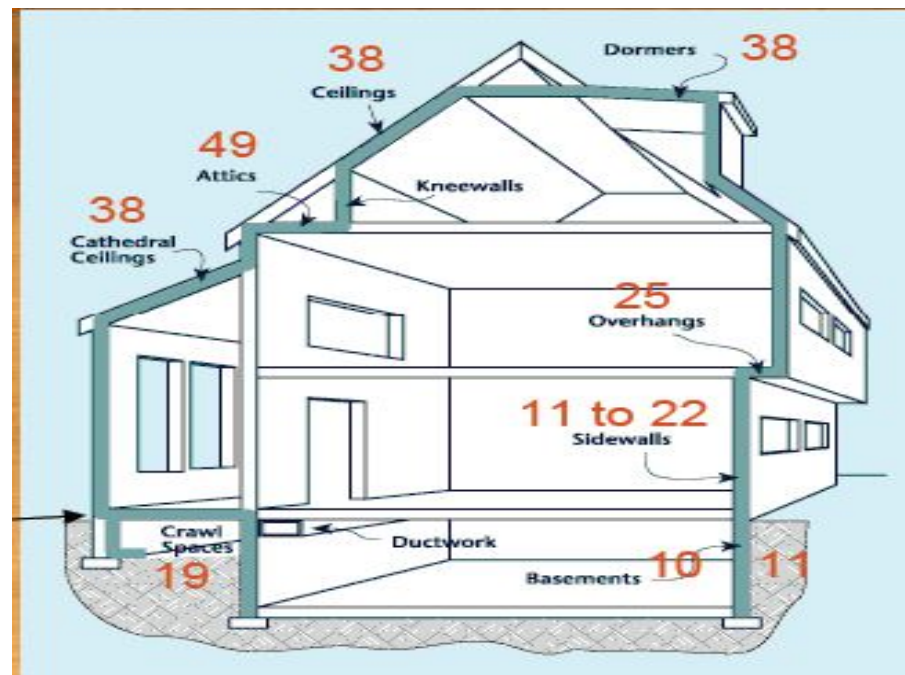 Dormers 38
38
Ceilings
49
Attics
Kneewalls
38
Cathedral
Ceilings
25
Overhangs
11 to 22
Sidewalls
Crawl
Spaces
19
Ductwork
Basements 10 11